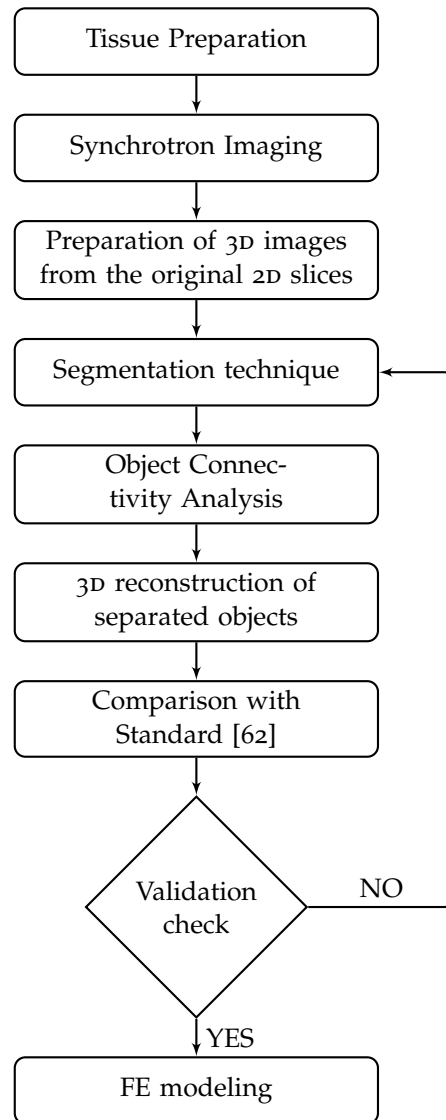 Tissue Preparation
Synchrotron Imaging
Preparation of 3D images
from the original 2D slices
Segmentation technique
Object Connec-
tivity Analysis
3D reconstruction of
separated objects
Comparison with
Standard [62]
Validation
check
NO
YES
FE modeling